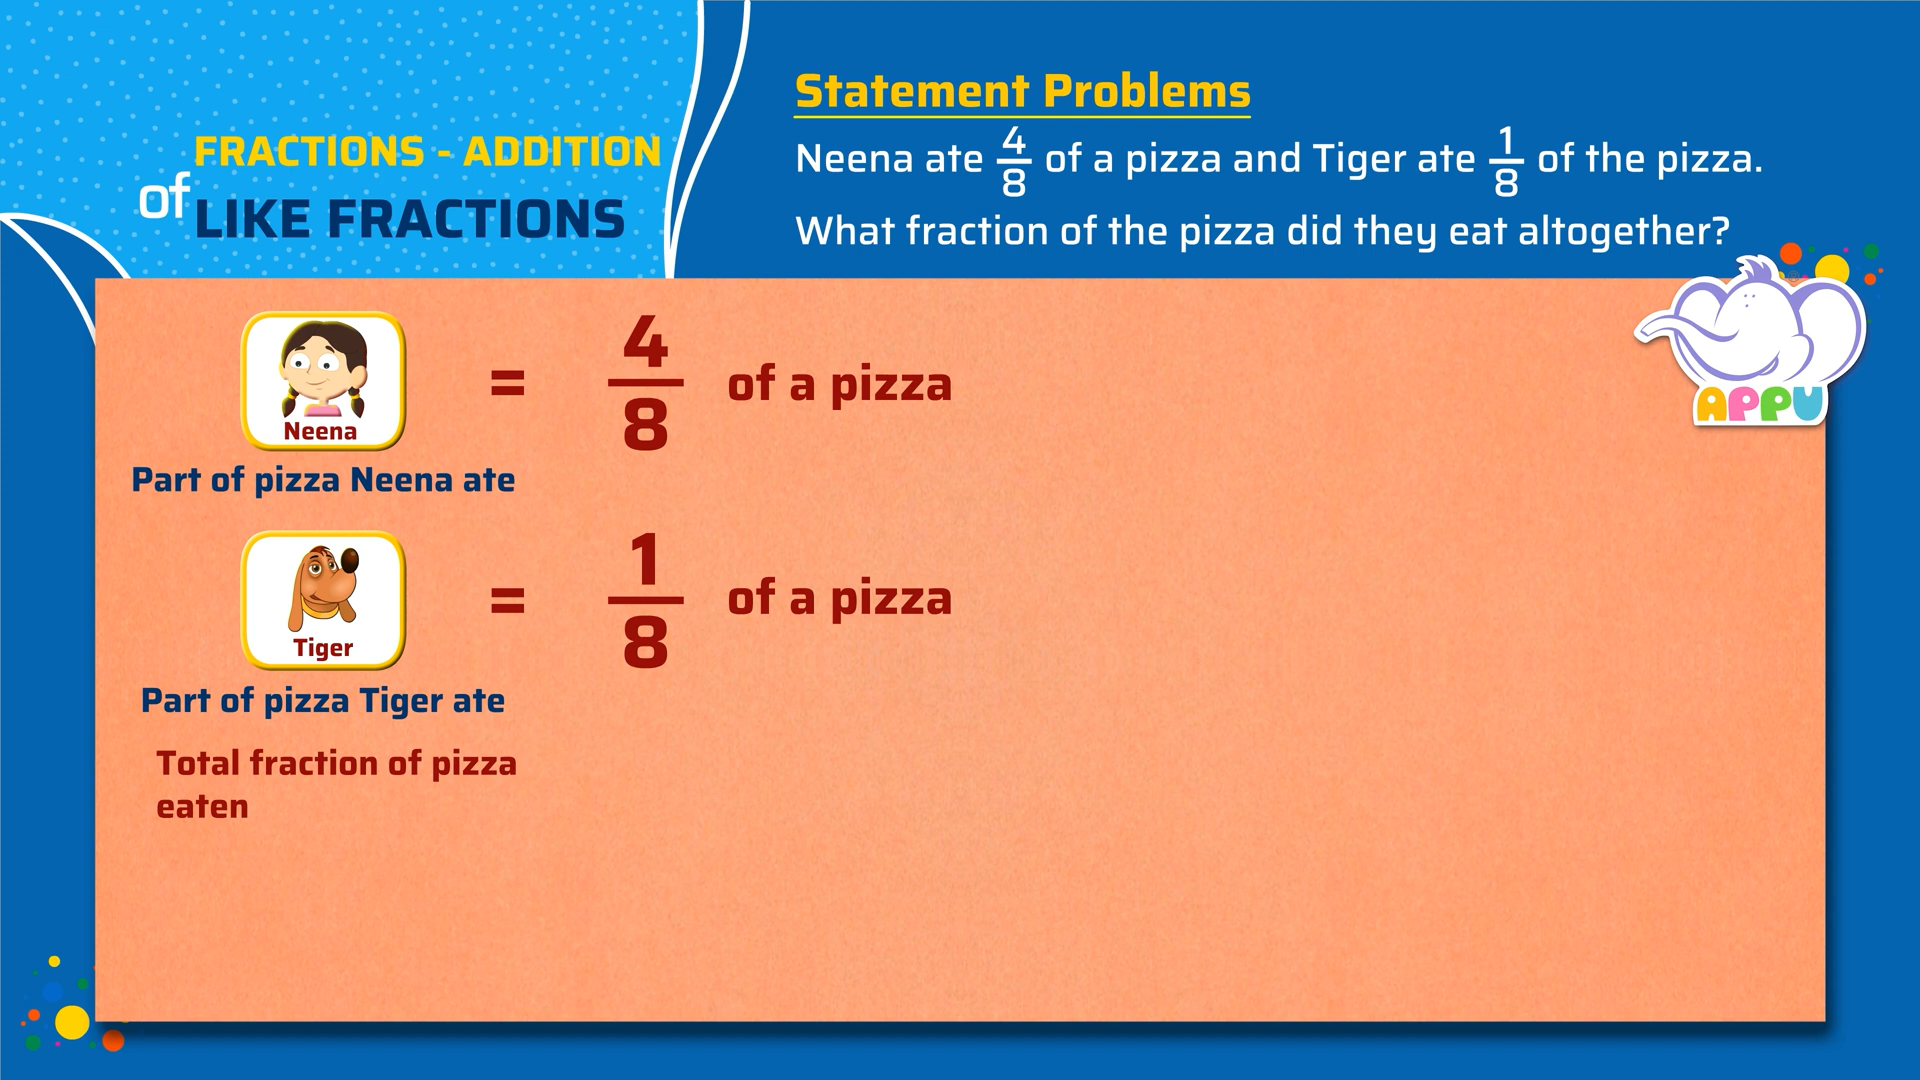 FRACTIONS - ADDITION
of LIKE FRACTIONS
Statement Problems
Neena ate 4/8 of a pizza and Tiger ate 1/8 of the pizza.
What fraction of the pizza did they eat altogether?
APPU
Neena
= 4/8 of a pizza
Part of pizza Neena ate
Tiger
= 1/8 of a pizza
Part of pizza Tiger ate
Total fraction of pizza
eaten